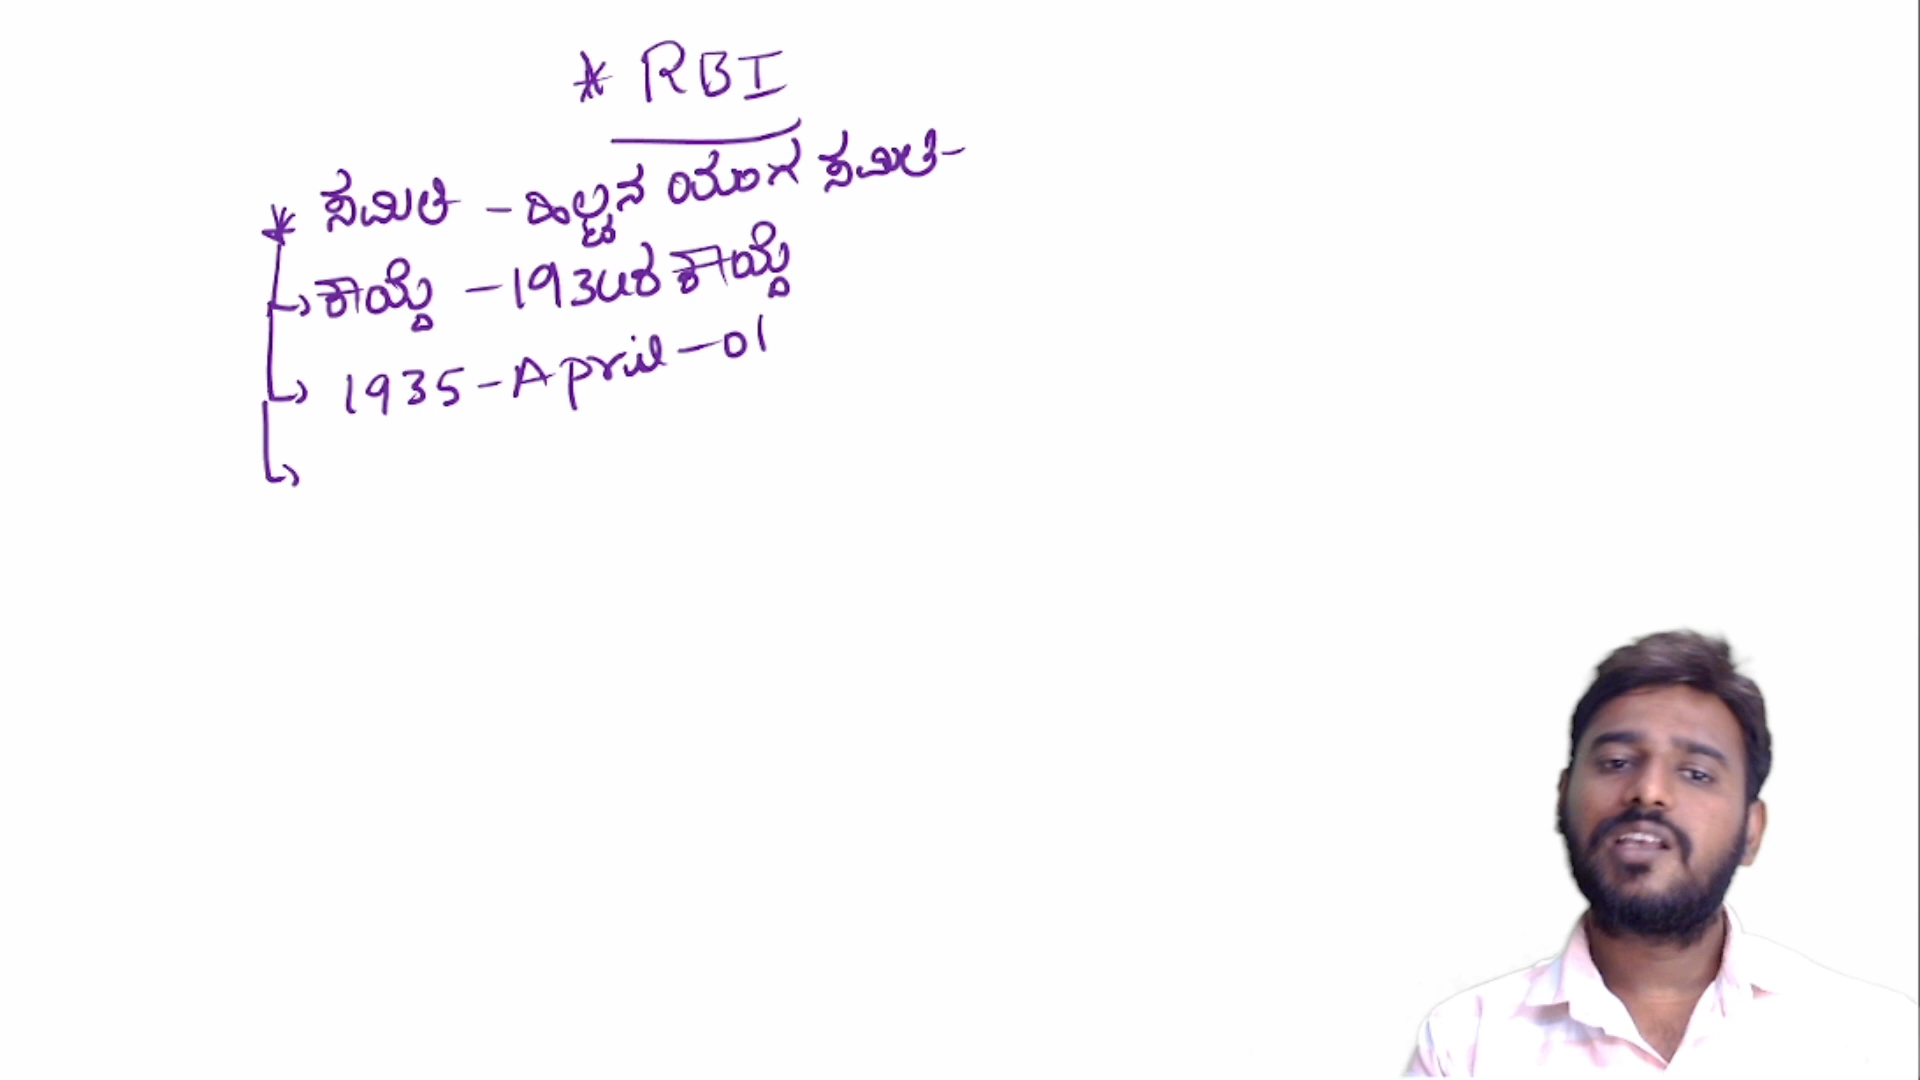 * RBI
* ಸಮಿತಿ - ಹಿಲ್ಟನ ಯಂಗ ಸಮಿತಿ-
ಕಾಯ್ದೆ - 1934ರ ಕಾಯ್ದೆ
1935 - April - 01